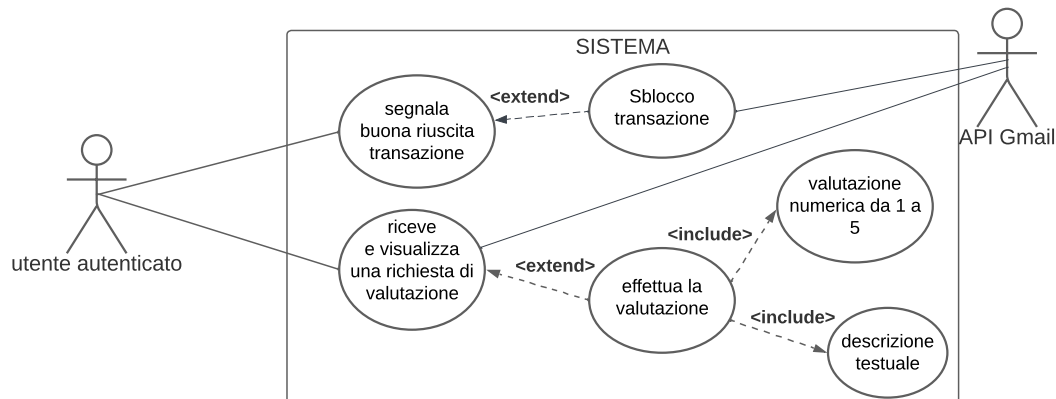 SISTEMA
segnala
buona riuscita
transazione
<extend>
Sblocco
transazione
API Gmail
utente autenticato
riceve
e visualizza
una richiesta di
valutazione
<extend>
effettua la
valutazione
<include>
valutazione
numerica da 1 a
5
<include>
descrizione
testuale